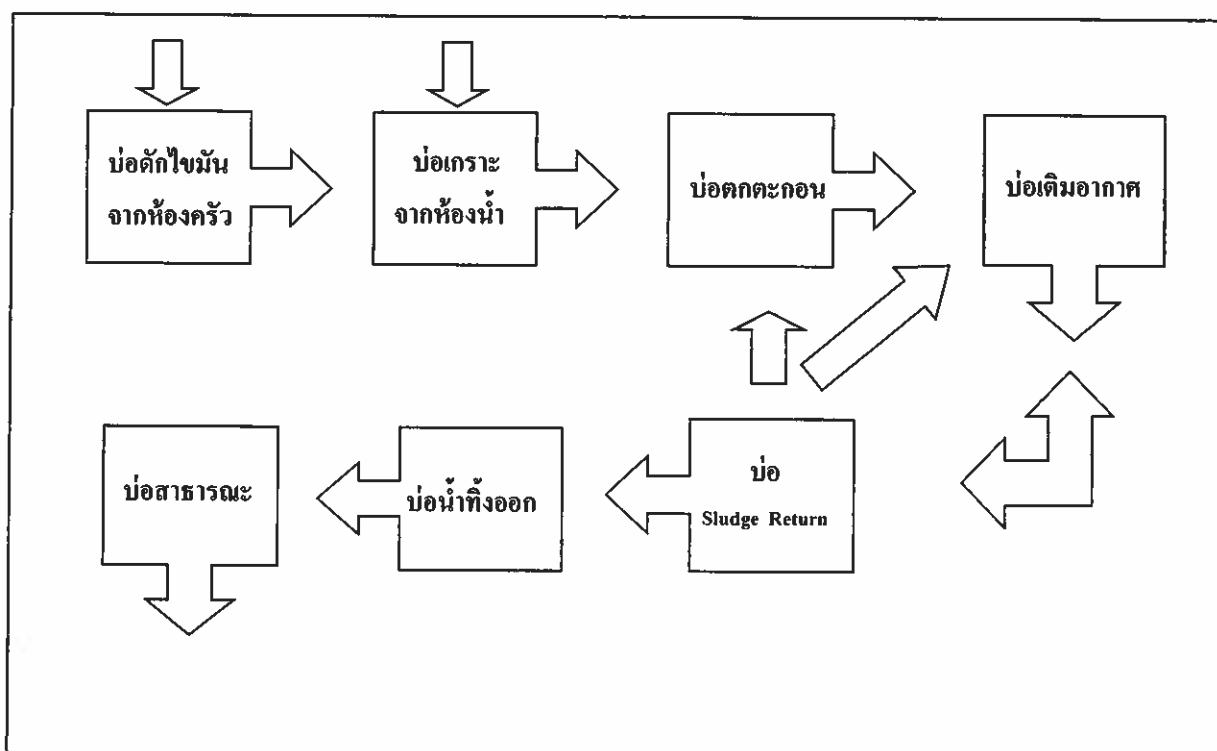 บ่อดักไขมัน
จากห้องครัว
บ่อเกราะ
จากห้องน้ำ
บ่อตกตะกอน
บ่อเติมอากาศ
บ่อสาธารณะ
บ่อน้ำทิ้งออก
บ่อ
Sludge Return